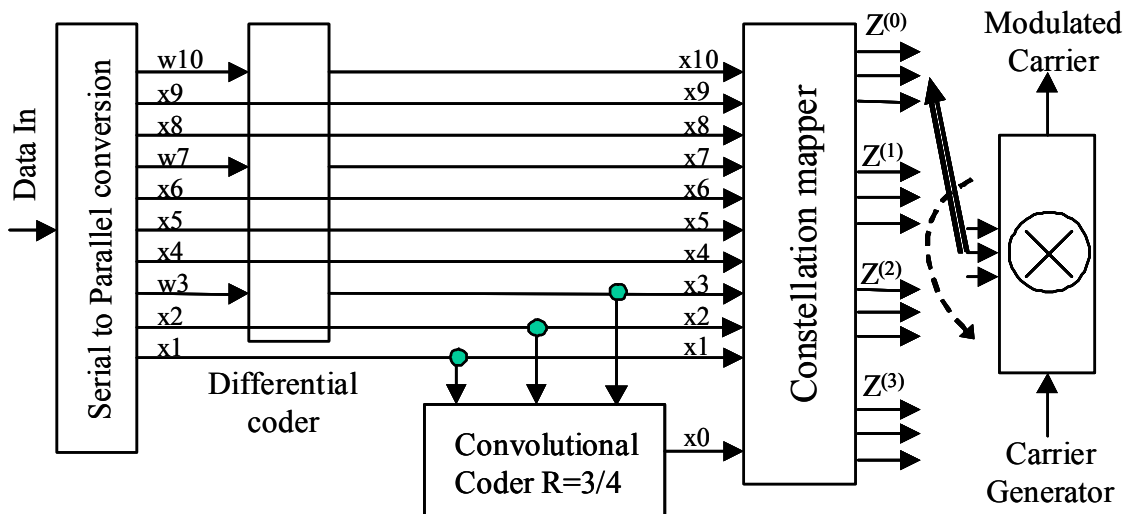 Data In
Serial to Parallel conversion
w10
x9
x8
w7
x6
x5
x4
w3
x2
x1
Differential
coder
Convolutional
Coder R=3/4
x10
x9
x8
x7
x6
x5
x4
x3
x2
x1
x0
Constellation mapper
Z(0)
Z(1)
Z(2)
Z(3)
Modulated
Carrier
Carrier
Generator